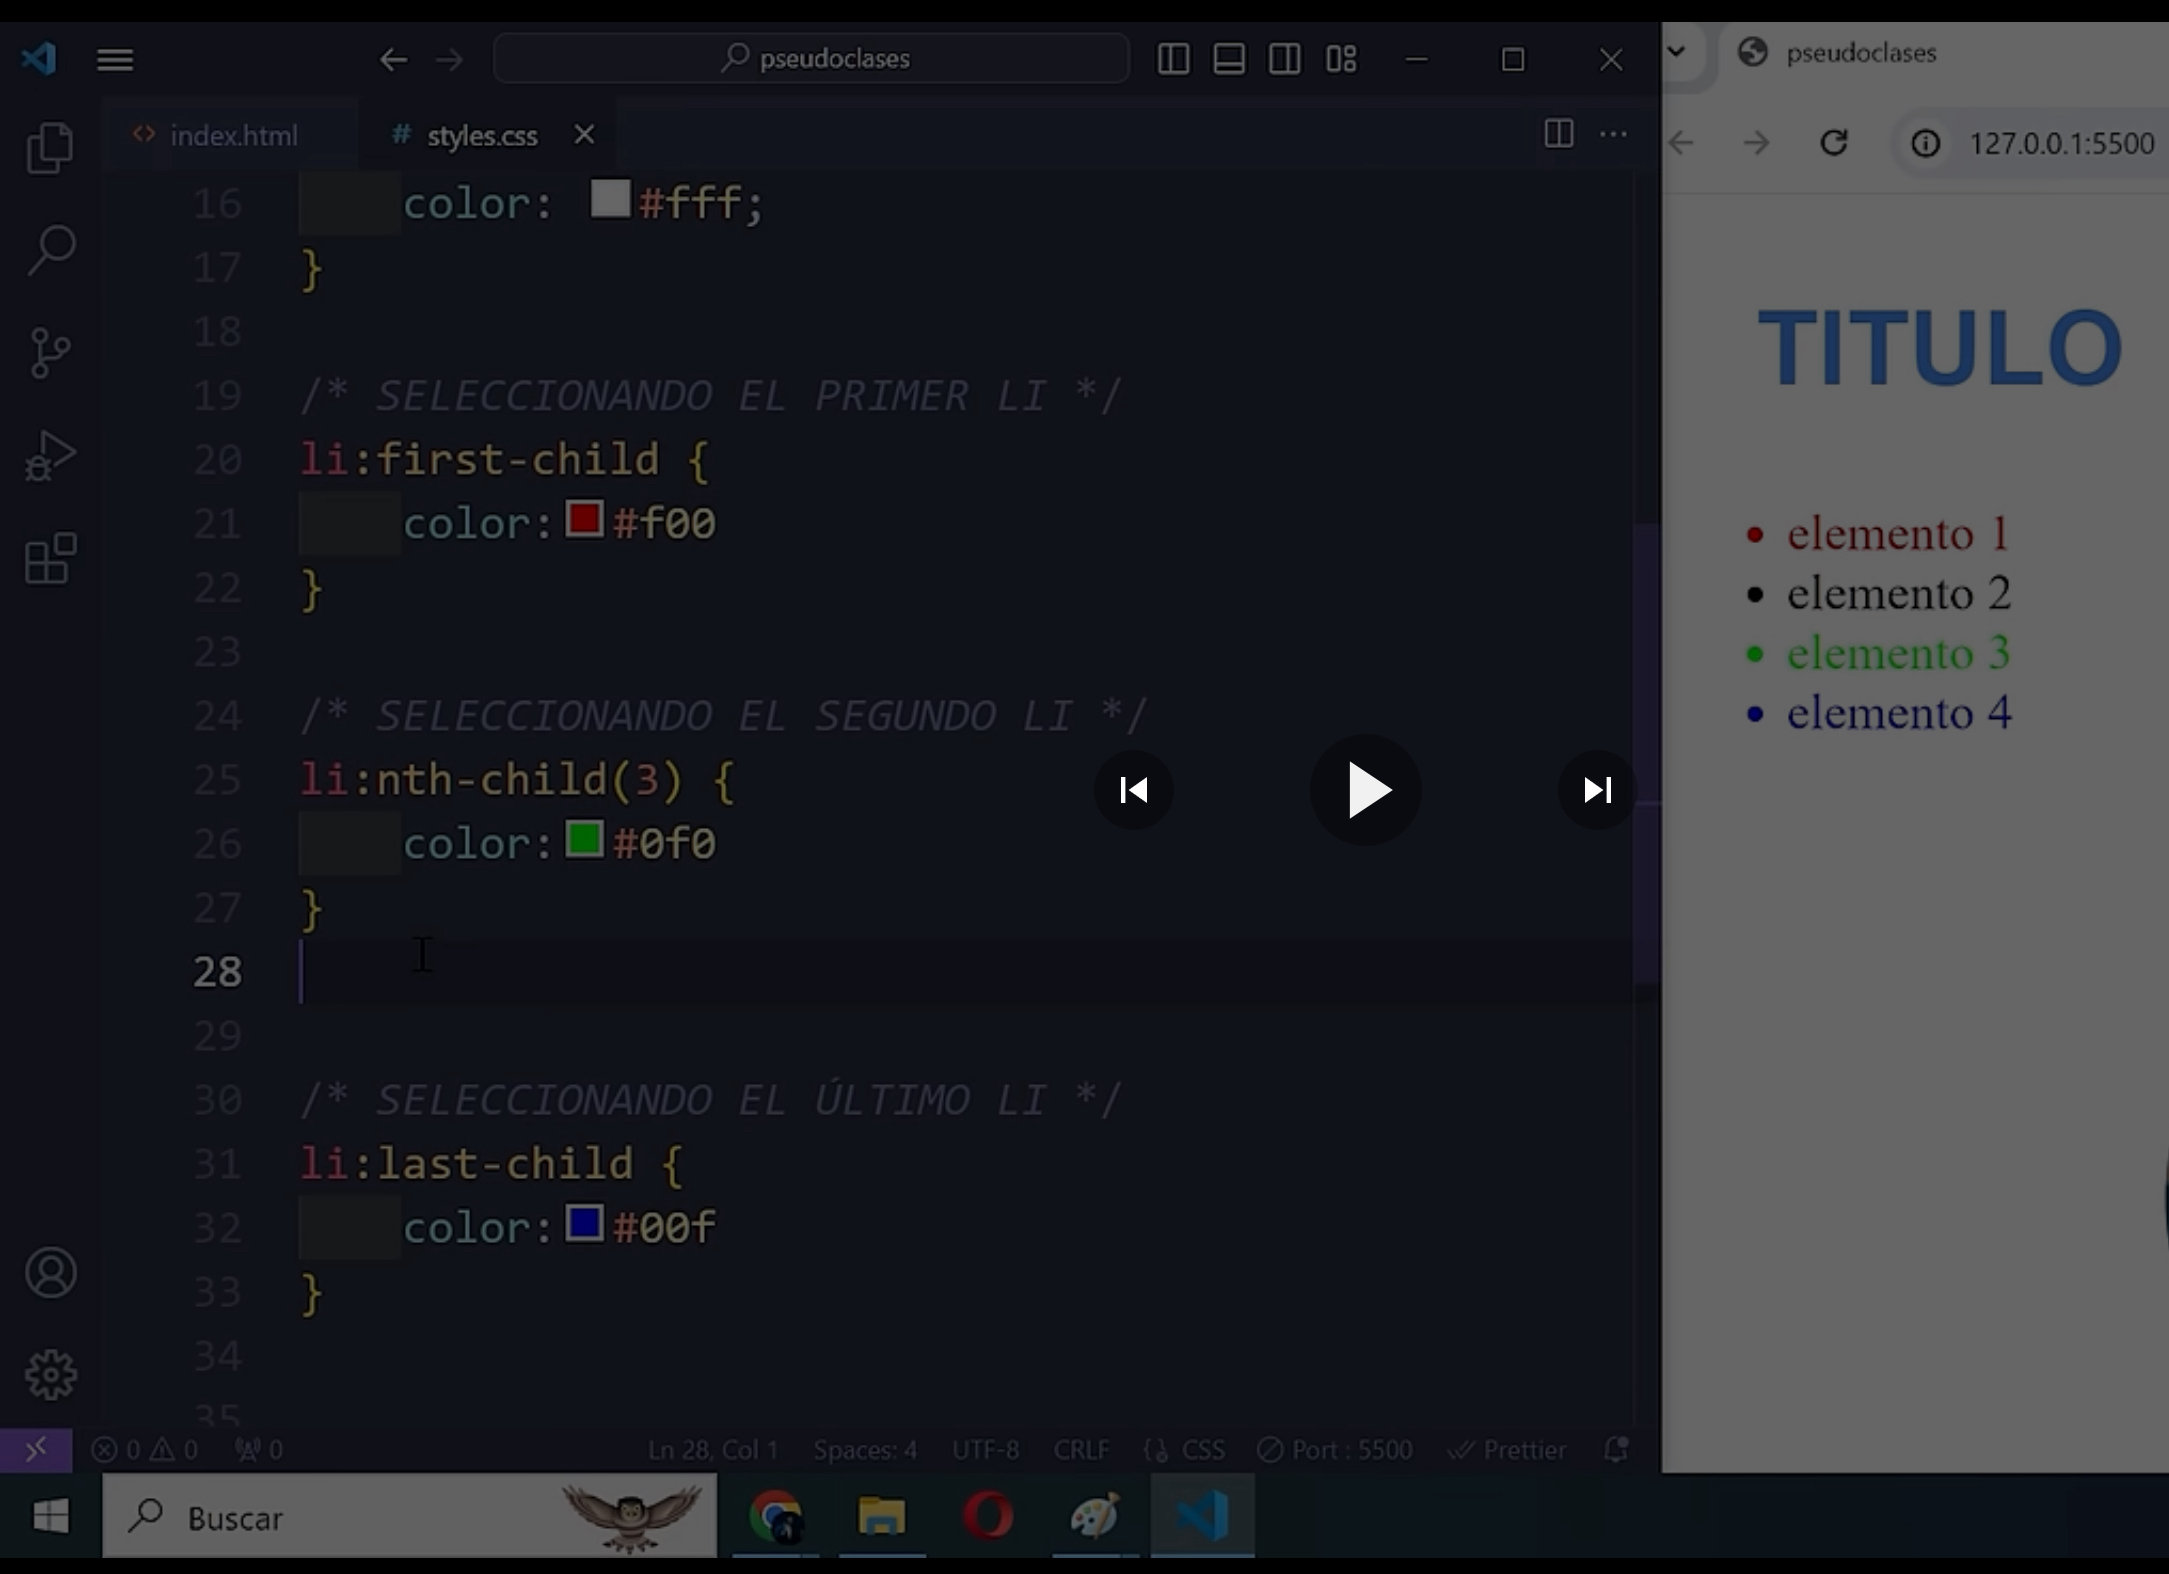 pseudoclases
index.html
# styles.css
16 color: #fff;
17 }
18
19 /* SELECCIONANDO EL PRIMER LI */
20 li:first-child {
21 color: #f00
22 }
23
24 /* SELECCIONANDO EL SEGUNDO LI */
25 li:nth-child(3) {
26 color: #0f0
27 }
28
29
30 /* SELECCIONANDO EL ÚLTIMO LI */
31 li:last-child {
32 color: #00f
33 }
34
35
0 0 0 Ln 28, Col 1 Spaces: 4 UTF-8 CRLF {} CSS Port : 5500 Prettier
Buscar
pseudoclases
127.0.0.1:5500
TITULO
• elemento 1
• elemento 2
• elemento 3
• elemento 4